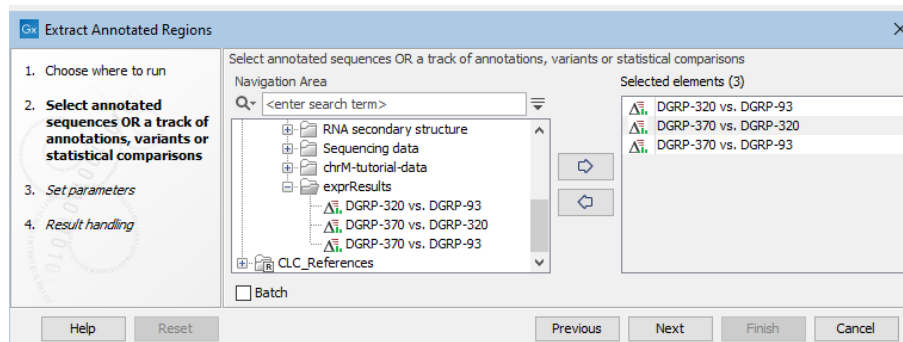 Gx Extract Annotated Regions
1. Choose where to run
2. Select annotated
sequences OR a track of
annotations, variants or
statistical comparisons
3. Set parameters
4. Result handling
Select annotated sequences OR a track of annotations, variants or statistical comparisons
Navigation Area
<enter search term>
RNA secondary structure
Sequencing data
chrM-tutorial-data
exprResults
DGRP-320 vs. DGRP-93
DGRP-370 vs. DGRP-320
DGRP-370 vs. DGRP-93
CLC_References
Batch
Selected elements (3)
DGRP-320 vs. DGRP-93
DGRP-370 vs. DGRP-320
DGRP-370 vs. DGRP-93
Help Reset Previous Next Finish Cancel